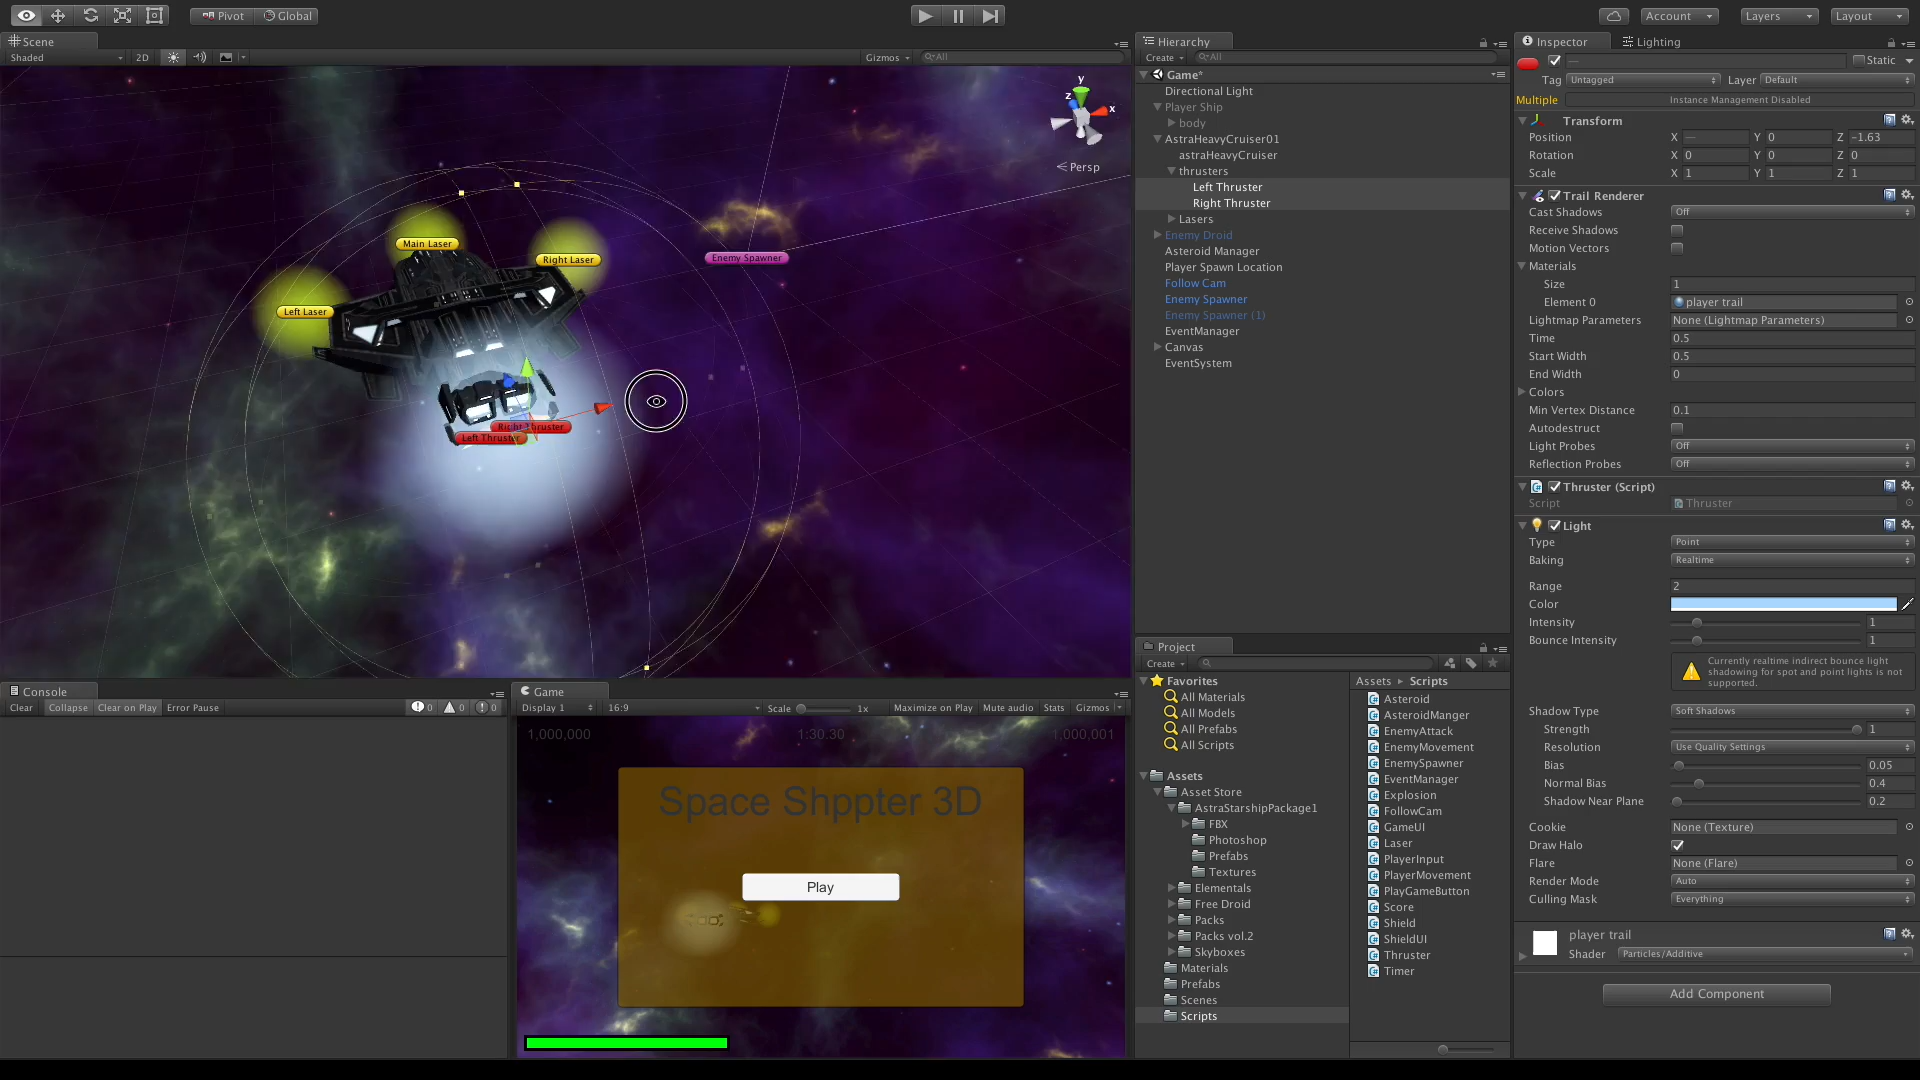 Pivot Global Account Layers Layout
Scene
Shaded 2D Gizmos All
y
z x
Persp
Main Laser
Right Laser
Enemy Spawner
Left Laser
Right Thruster
Left Thruster
Hierarchy
Create All
Game*
Directional Light
Player Ship
body
AstraHeavyCruiser01
astraHeavyCruiser
thrusters
Left Thruster
Right Thruster
Lasers
Enemy Droid
Asteroid Manager
Player Spawn Location
Follow Cam
Enemy Spawner
Enemy Spawner (1)
EventManager
Canvas
EventSystem
Inspector Lighting
Static
Tag Untagged Layer Default
Multiple Instance Management Disabled
Transform
Position X — Y 0 Z -1.63
Rotation X 0 Y 0 Z 0
Scale X 1 Y 1 Z 1
Trail Renderer
Cast Shadows Off
Receive Shadows
Motion Vectors
Materials
Size 1
Element 0 player trail
Lightmap Parameters None (Lightmap Parameters)
Time 0.5
Start Width 0.5
End Width 0
Colors
Min Vertex Distance 0.1
Autodestruct
Light Probes Off
Reflection Probes Off
Thruster (Script)
Script Thruster
Light
Type Point
Baking Realtime
Range 2
Color
Intensity 1
Bounce Intensity 1
Currently realtime indirect bounce light
shadowing for spot and point lights is not
supported.
Shadow Type Soft Shadows
Strength 1
Resolution Use Quality Settings
Bias 0.05
Normal Bias 0.4
Shadow Near Plane 0.2
Cookie None (Texture)
Draw Halo
Flare None (Flare)
Render Mode Auto
Culling Mask Everything
player trail
Shader Particles/Additive
Add Component
Console
Clear Collapse Clear on Play Error Pause 0 0 0
Game
Display 1 16:9 Scale 1x Maximize on Play Mute audio Stats Gizmos
1,000,000 1:30.30 1,000,001
Space Shppter 3D
Play
Project
Create
Favorites
All Materials
All Models
All Prefabs
All Scripts
Assets
Asset Store
AstraStarshipPackage1
FBX
Photoshop
Prefabs
Textures
Elementals
Free Droid
Packs
Packs vol.2
Skyboxes
Materials
Prefabs
Scenes
Scripts
Assets Scripts
Asteroid
AsteroidManger
EnemyAttack
EnemyMovement
EnemySpawner
EventManager
Explosion
FollowCam
GameUI
Laser
PlayerInput
PlayerMovement
PlayGameButton
Score
Shield
ShieldUI
Thruster
Timer